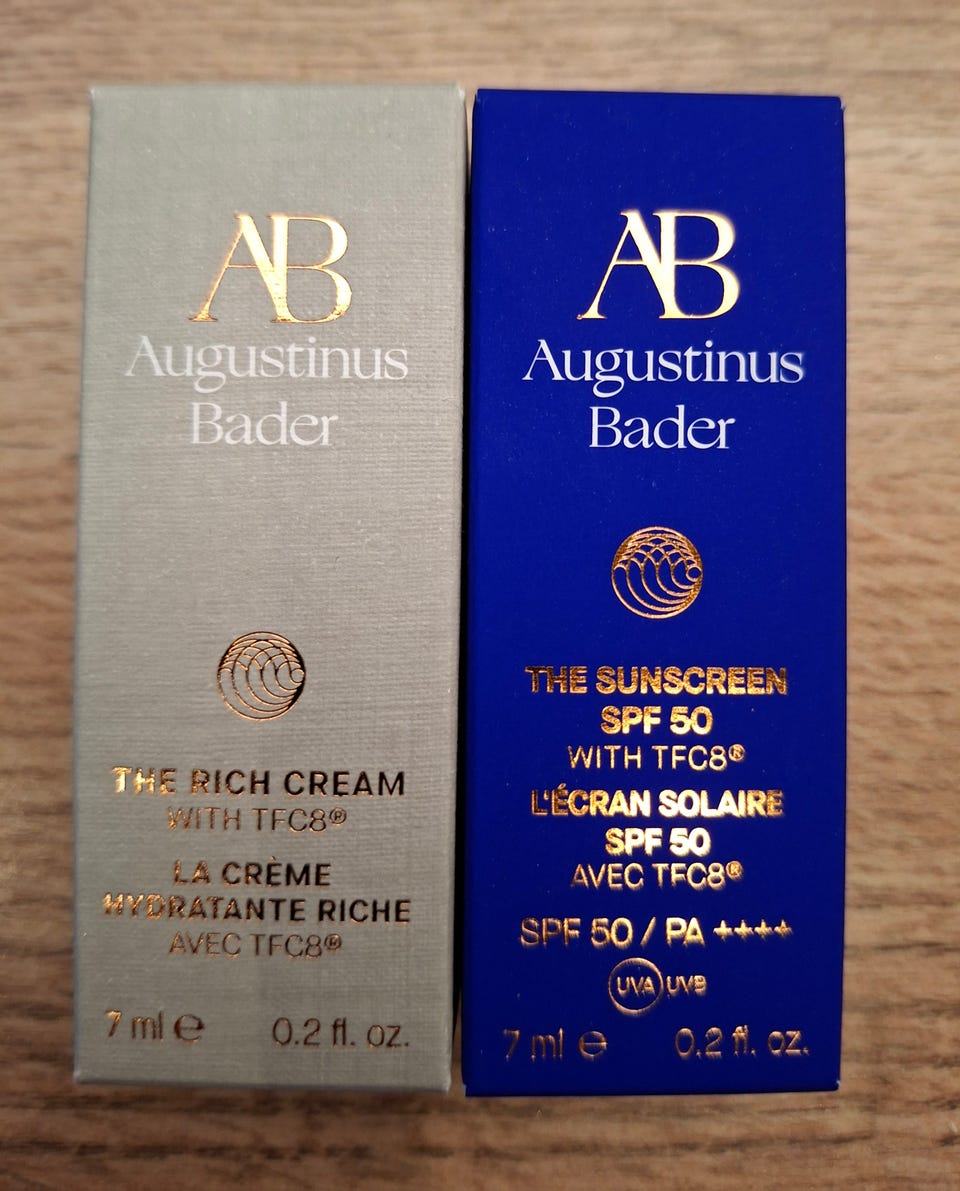 AB
Augustinus
Bader
THE RICH CREAM
WITH TFC8®
LA CRÈME
HYDRATANTE RICHE
AVEC TFC8®
7 ml ℮ 0.2 fl. oz.
AB
Augustinus
Bader
THE SUNSCREEN
SPF 50
WITH TFC8®
L'ÉCRAN SOLAIRE
SPF 50
AVEC TFC8®
SPF 50 / PA ++++
UVA UVB
7 ml ℮ 0.2 fl. oz.